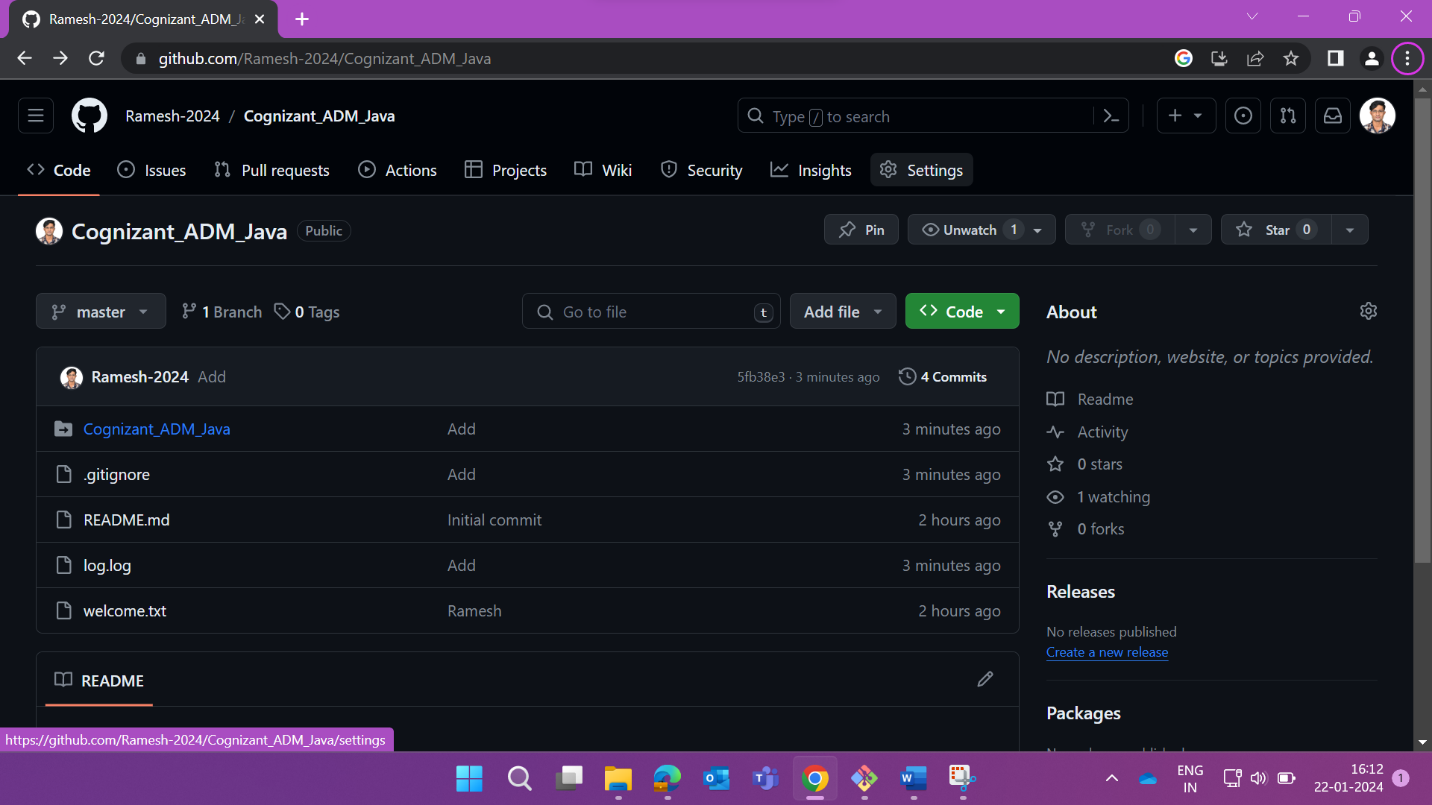 Ramesh-2024/Cognizant_ADM_J
github.com/Ramesh-2024/Cognizant_ADM_Java
Ramesh-2024 / Cognizant_ADM_Java
Type / to search
Code Issues Pull requests Actions Projects Wiki Security Insights Settings
Cognizant_ADM_Java Public
Pin Unwatch 1 Fork 0 Star 0
master 1 Branch 0 Tags Go to file t Add file Code
About
No description, website, or topics provided.
Ramesh-2024 Add 5fb38e3 · 3 minutes ago 4 Commits
Readme
Cognizant_ADM_Java Add 3 minutes ago
Activity
0 stars
.gitignore Add 3 minutes ago
1 watching
README.md Initial commit 2 hours ago
0 forks
log.log Add 3 minutes ago
Releases
welcome.txt Ramesh 2 hours ago
No releases published
Create a new release
README
Packages
https://github.com/Ramesh-2024/Cognizant_ADM_Java/settings
ENG
IN
16:12
22-01-2024
1